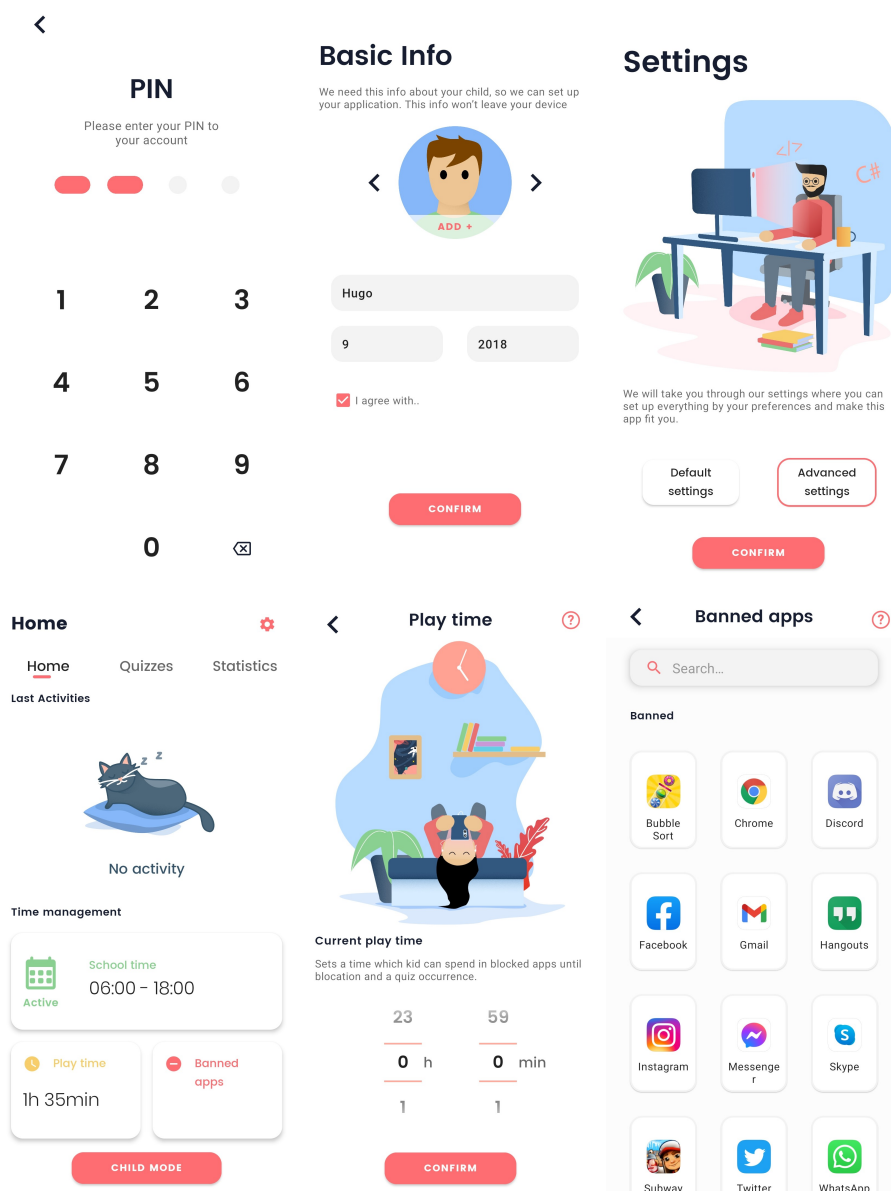 PIN
Please enter your PIN to
your account
1 2 3
4 5 6
7 8 9
0
Basic Info
We need this info about your child, so we can set up
your application. This info won't leave your device
ADD +
Hugo
9 2018
I agree with..
CONFIRM
Settings
</>
C#
We will take you through our settings where you can
set up everything by your preferences and make this
app fit you.
Default
settings
Advanced
settings
CONFIRM
Home
Home Quizzes Statistics
Last Activities
z z
No activity
Time management
School time
06:00 - 18:00
Active
Play time
1h 35min
Banned
apps
CHILD MODE
Play time
?
Current play time
Sets a time which kid can spend in blocked apps until
blocation and a quiz occurrence.
23 59
0 h 0 min
1 1
CONFIRM
Banned apps
?
Search...
Banned
Bubble
Sort
Chrome
Discord
Facebook
Gmail
Hangouts
Instagram
Messenge
r
Skype
Subway
Twitter
WhatsApp